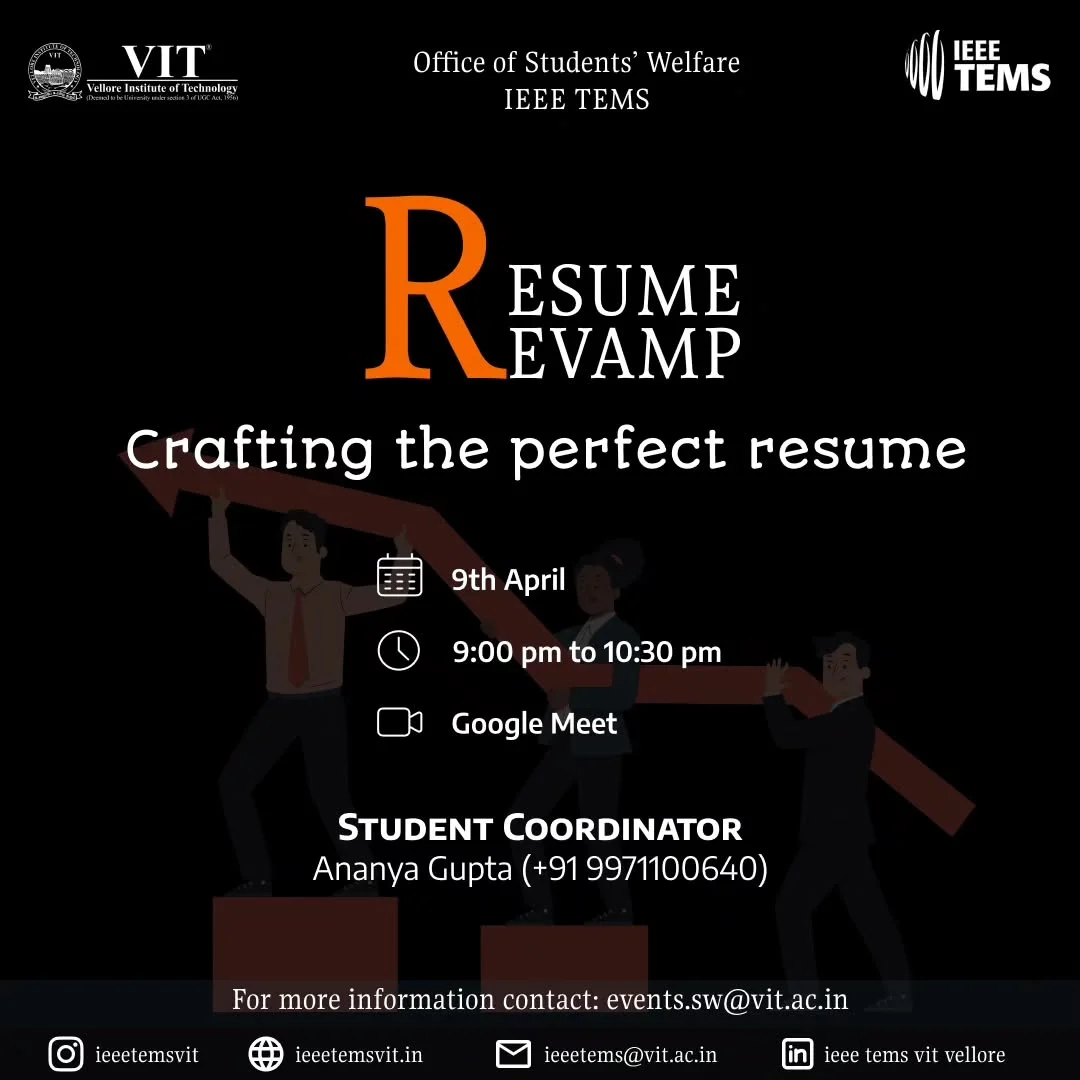 VIT®
Vellore Institute of Technology
(Deemed to be University under section 3 of UGC Act, 1956)
Office of Students' Welfare
IEEE TEMS
IEEE
TEMS
RESUME
REVAMP
Crafting the perfect resume
9th April
9:00 pm to 10:30 pm
Google Meet
STUDENT COORDINATOR
Ananya Gupta (+91 9971100640)
For more information contact: events.sw@vit.ac.in
ieeetemsvit
ieeetemsvit.in
ieeetems@vit.ac.in
in
ieee tems vit vellore